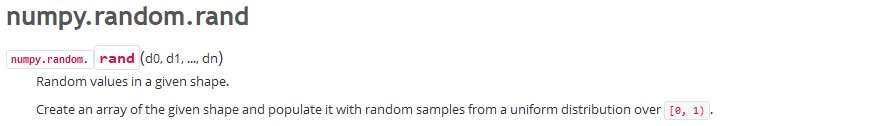 numpy.random.rand
numpy.random. rand (d0, d1, ..., dn)
Random values in a given shape.
Create an array of the given shape and populate it with random samples from a uniform distribution over [0, 1) .